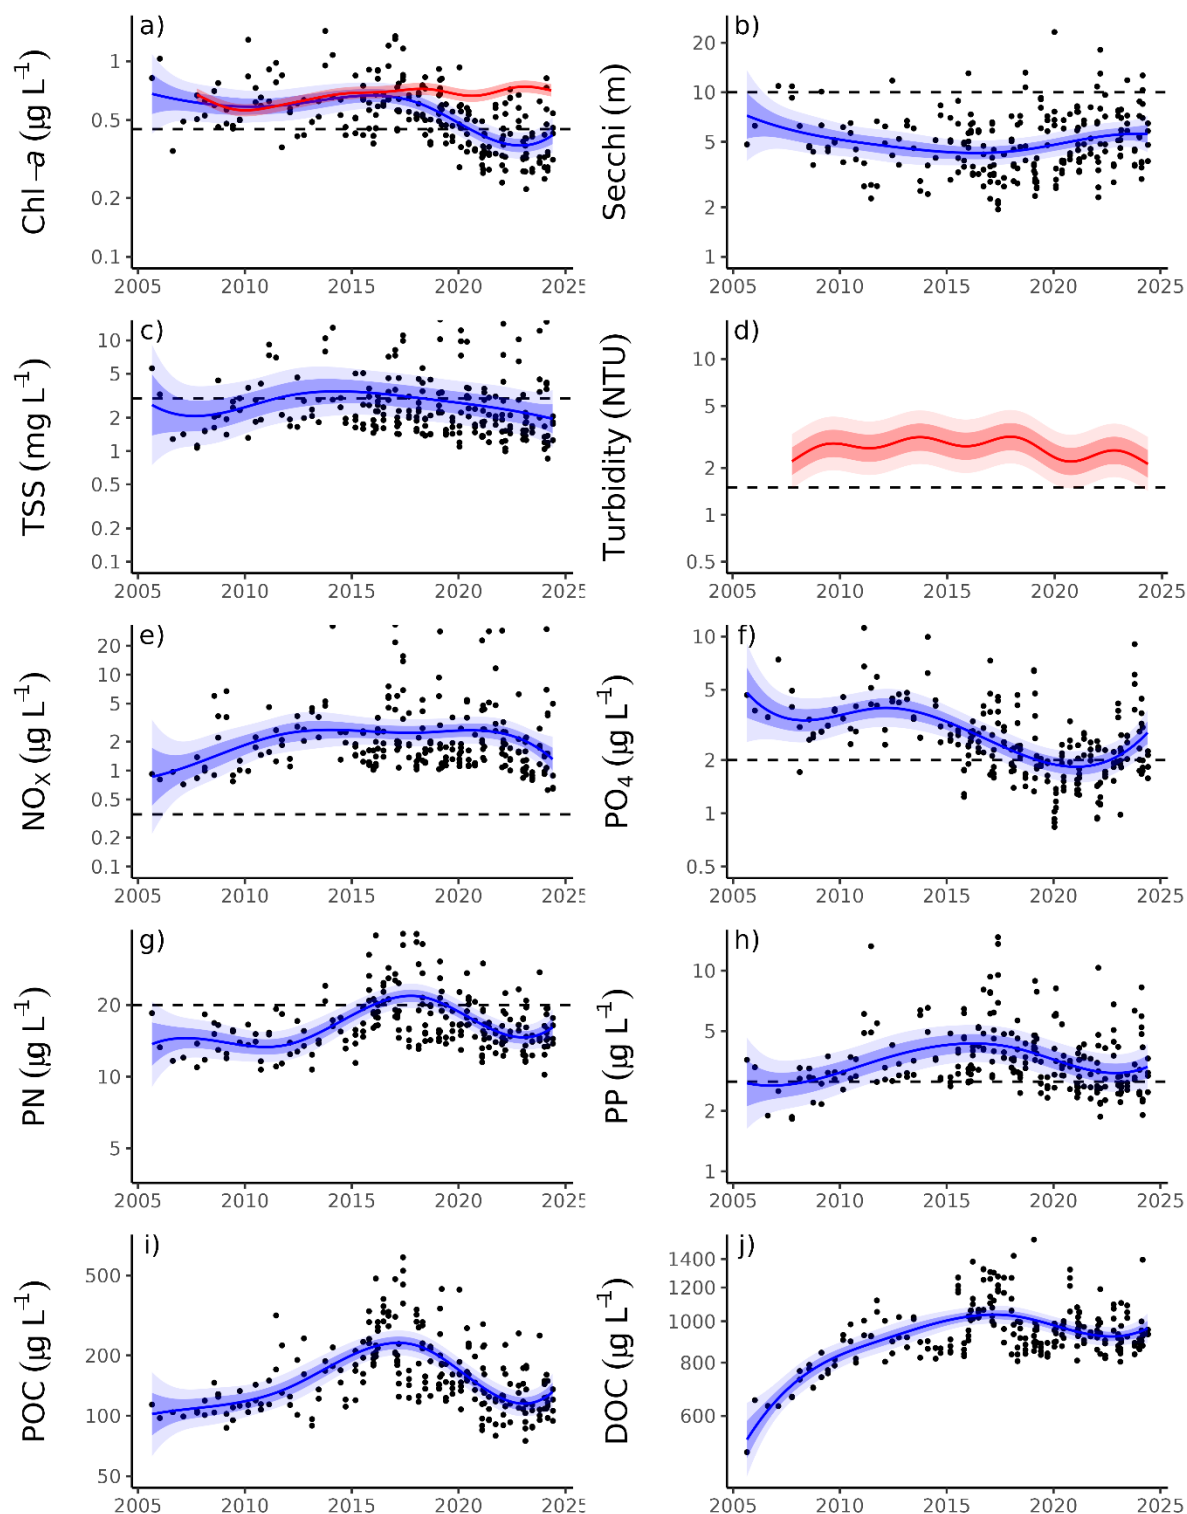 a)
Chl−a (µg L−1)
1
0.5
0.2
0.1
2005 2010 2015 2020 2025
b)
Secchi (m)
20
10
5
2
1
2005 2010 2015 2020 2025
c)
TSS (mg L−1)
10
5
2
1
0.5
0.2
0.1
2005 2010 2015 2020 2025
d)
Turbidity (NTU)
10
5
2
1
0.5
2005 2010 2015 2020 2025
e)
NOX (µg L−1)
20
10
5
2
1
0.5
0.2
0.1
2005 2010 2015 2020 2025
f)
PO4 (µg L−1)
10
5
2
1
0.5
2005 2010 2015 2020 2025
g)
PN (µg L−1)
20
10
5
2005 2010 2015 2020 2025
h)
PP (µg L−1)
10
5
2
1
2005 2010 2015 2020 2025
i)
POC (µg L−1)
500
200
100
50
2005 2010 2015 2020 2025
j)
DOC (µg L−1)
1400
1200
1000
800
600
2005 2010 2015 2020 2025